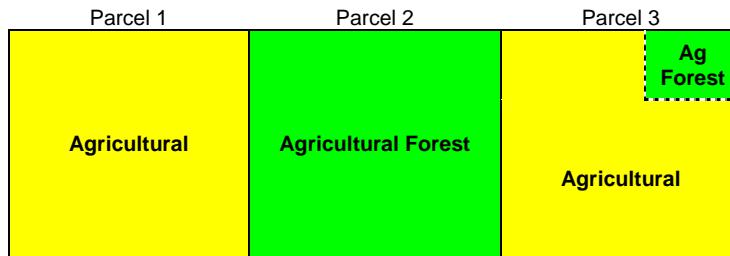 Parcel 1
Parcel 2
Parcel 3
Ag
Forest
Agricultural
Agricultural Forest
Agricultural